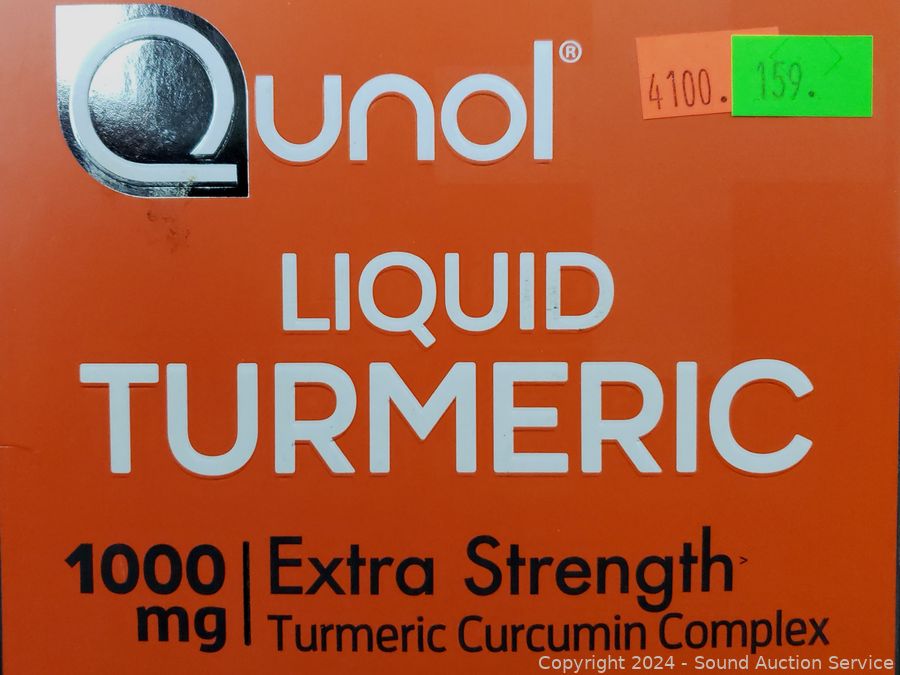 Qunol®
4100. 159.
LIQUID
TURMERIC
1000 mg
Extra Strength>
Turmeric Curcumin Complex
Copyright 2024 - Sound Auction Service